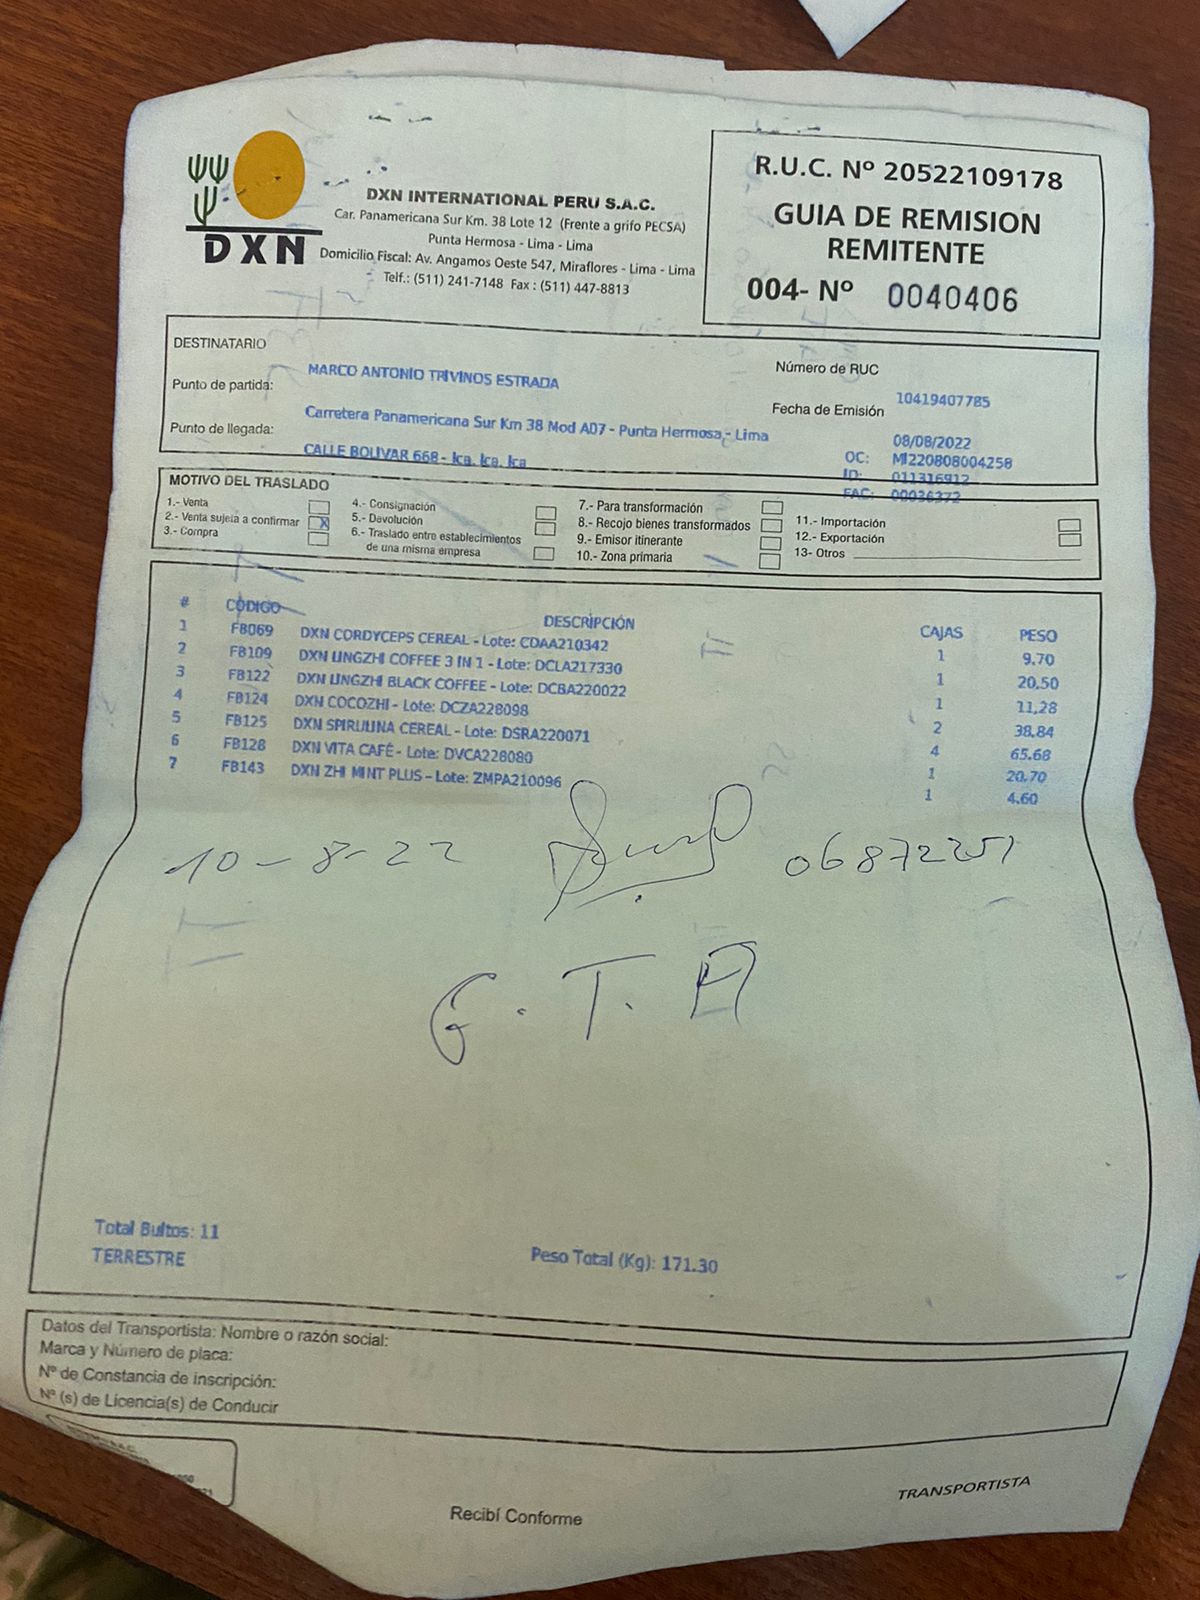 DXN
DXN INTERNATIONAL PERU S.A.C.
Car. Panamericana Sur Km. 38 Lote 12 (Frente a grifo PECSA)
Punta Hermosa - Lima - Lima
Domicilio Fiscal: Av. Angamos Oeste 547, Miraflores - Lima - Lima
Telf.: (511) 241-7148 Fax : (511) 447-8813
R.U.C. Nº 20522109178
GUIA DE REMISION
REMITENTE
004- Nº 0040406
DESTINATARIO
MARCO ANTONIO TRIVINOS ESTRADA
Número de RUC
10419407785
Punto de partida:
Carretera Panamericana Sur Km 38 Mod A07 - Punta Hermosa - Lima
Fecha de Emisión
08/08/2022
Punto de llegada:
CALLE BOLIVAR 668 - Ica. Ica. Ica
OC: MI220808004258
ID: 011316912
FAC: 00036372
MOTIVO DEL TRASLADO
1.- Venta
2.- Venta sujeia a confirmar X
3.- Compra
4.- Consignación
5.- Devolución
6.- Traslado entre establecimientos
de una misma empresa
7.- Para transformación
8.- Recojo bienes transformados
9.- Emisor itinerante
10.- Zona primaria
11.- Importación
12.- Exportación
13- Otros
# CÓDIGO DESCRIPCIÓN CAJAS PESO
1 FB069 DXN CORDYCEPS CEREAL - Lote: CDAA210342 1 9.70
2 FB109 DXN LINGZHI COFFEE 3 IN 1 - Lote: DCLA217330 1 20.50
3 FB122 DXN LINGZHI BLACK COFFEE - Lote: DCBA220022 1 11,28
4 FB124 DXN COCOZHI - Lote: DCZA228098 2 38.84
5 FB125 DXN SPIRULINA CEREAL - Lote: DSRA220071 4 65.68
6 FB128 DXN VITA CAFÉ - Lote: DVCA228080 1 20.70
7 FB143 DXN ZHI MINT PLUS - Lote: ZMPA210096 1 4.60
10-8-22 06872251
G.T.A
Total Bultos: 11
TERRESTRE
Peso Total (Kg): 171.30
Datos del Transportista: Nombre o razón social:
Marca y Número de placa:
Nº de Constancia de inscripción:
Nº (s) de Licencia(s) de Conducir
Recibí Conforme
TRANSPORTISTA